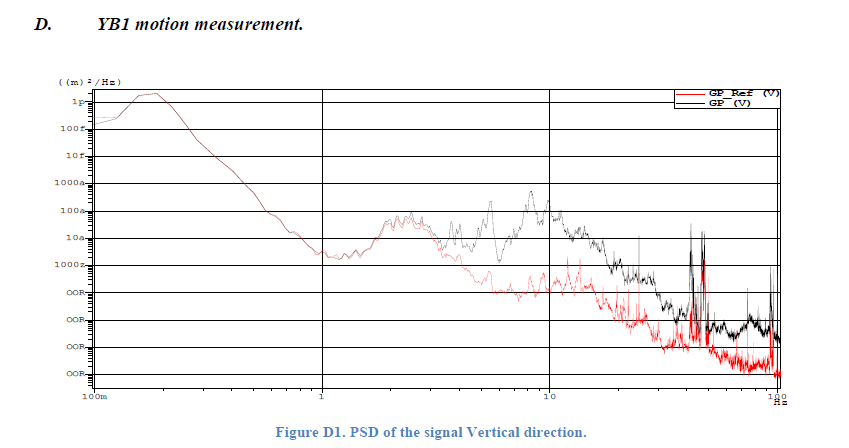 D. YB1 motion measurement.
((m)²/Hz)
GP_Ref (V)
GP (V)
1p
100f
10f
1000a
100a
10a
1000z
OOR
OOR
OOR
OOR
100m 1 10 100
Hz
Figure D1. PSD of the signal Vertical direction.